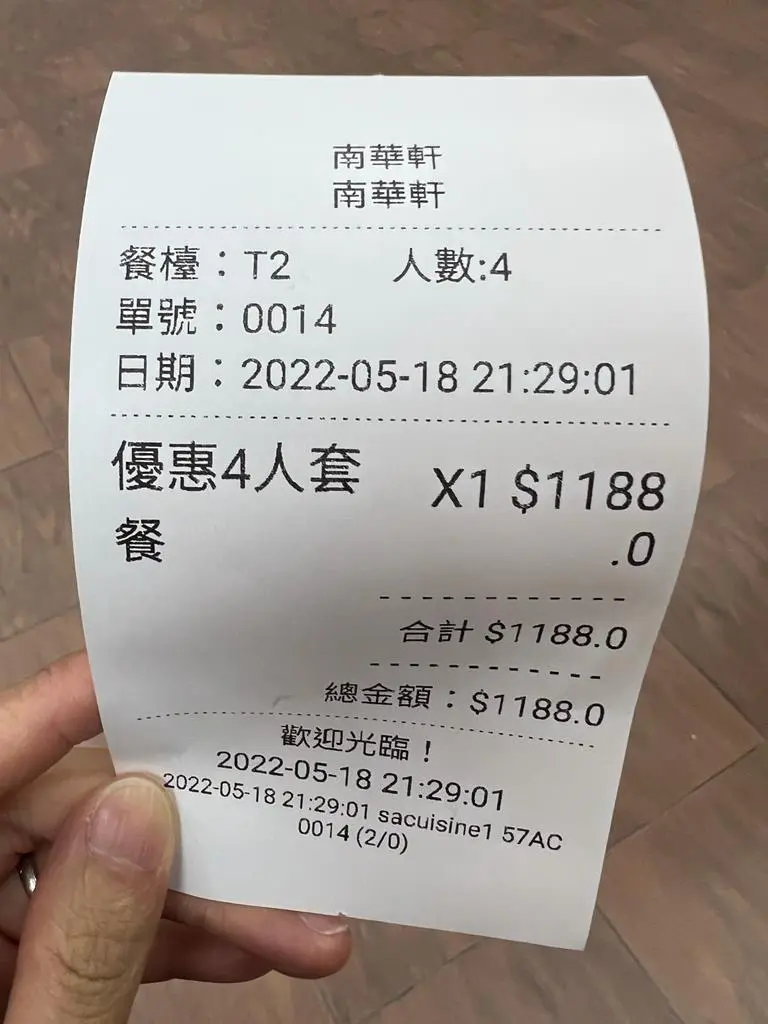 南華軒
南華軒
餐檯：T2 人數:4
單號：0014
日期：2022-05-18 21:29:01
優惠4人套 X1 $1188
餐 .0
合計 $1188.0
總金額：$1188.0
歡迎光臨！
2022-05-18 21:29:01
2022-05-18 21:29:01 sacuisine1 57AC
0014 (2/0)